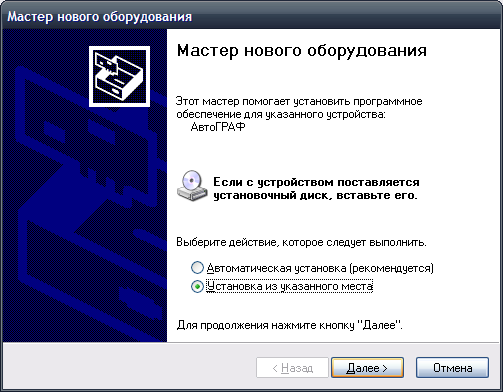 Мастер нового оборудования
Мастер нового оборудования
Этот мастер помогает установить программное
обеспечение для указанного устройства:
АвтоГРАФ
Если с устройством поставляется
установочный диск, вставьте его.
Выберите действие, которое следует выполнить.
Автоматическая установка (рекомендуется)
Установка из указанного места
Для продолжения нажмите кнопку "Далее".
< Назад Далее > Отмена